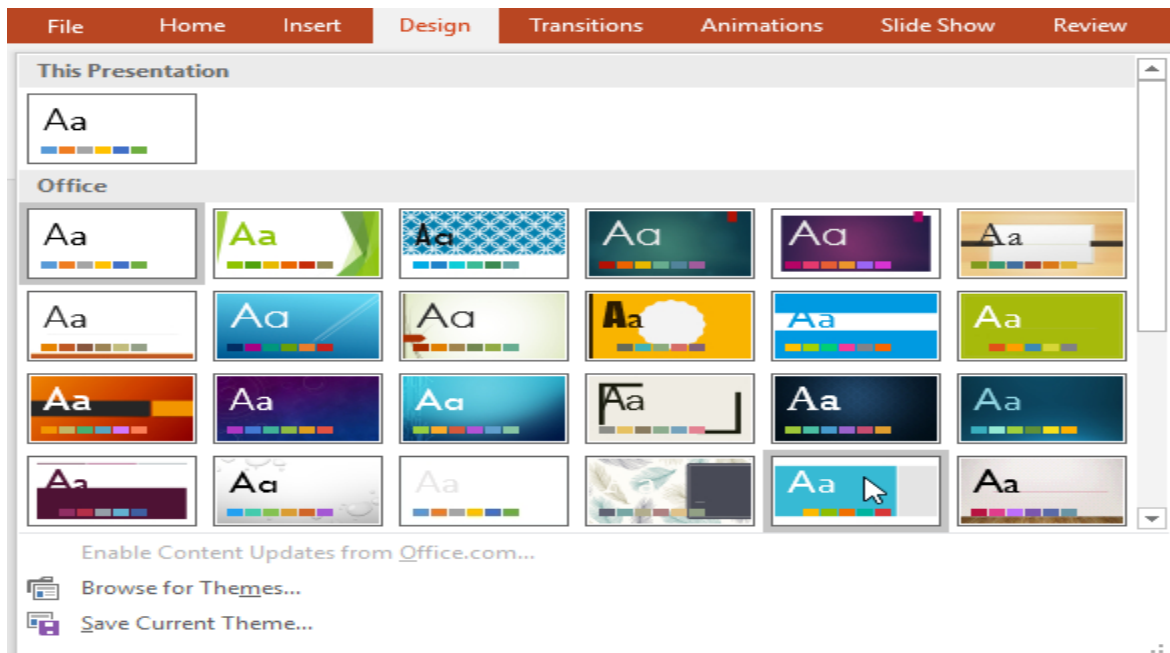 File Home Insert Design Transitions Animations Slide Show Review
This Presentation
Aa
Office
Aa Aa Aa Aa Aa Aa
Aa Aa Aa Aa Aa Aa
Aa Aa Aa Aa Aa Aa
Aa Aa Aa Aa Aa Aa
Enable Content Updates from Office.com...
Browse for Themes...
Save Current Theme...